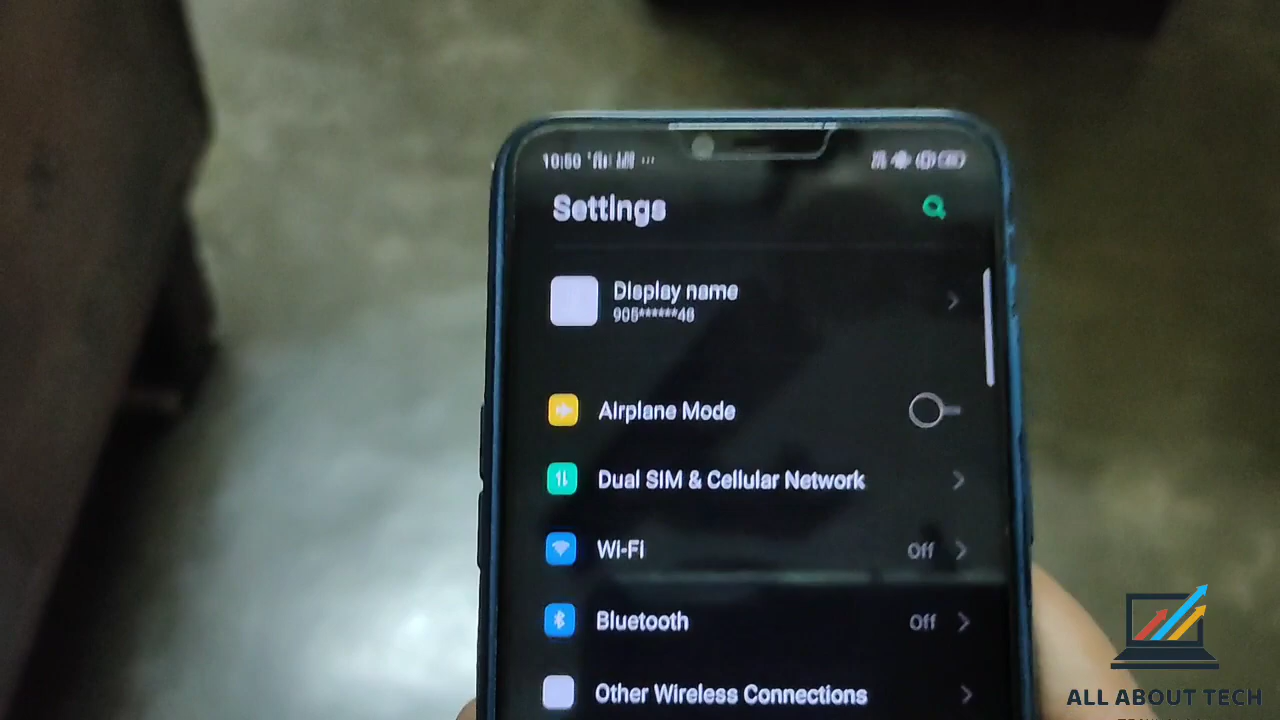 10:50
Settings
Display name
905******48
Airplane Mode
Dual SIM & Cellular Network
Wi-Fi Off
Bluetooth Off
Other Wireless Connections
ALL ABOUT TECH